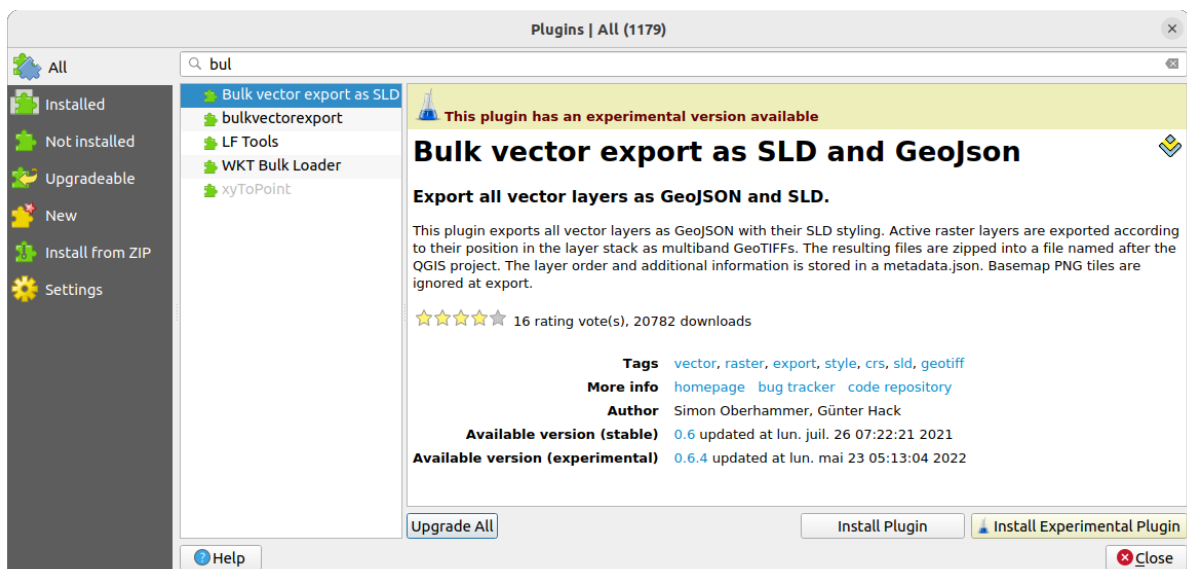 Plugins | All (1179)
All
bul
Installed
Not installed
Upgradeable
New
Install from ZIP
Settings
Bulk vector export as SLD
bulkvectorexport
LF Tools
WKT Bulk Loader
xyToPoint
This plugin has an experimental version available
Bulk vector export as SLD and GeoJson
Export all vector layers as GeoJSON and SLD.
This plugin exports all vector layers as GeoJSON with their SLD styling. Active raster layers are exported according
to their position in the layer stack as multiband GeoTIFFs. The resulting files are zipped into a file named after the
QGIS project. The layer order and additional information is stored in a metadata.json. Basemap PNG tiles are
ignored at export.
16 rating vote(s), 20782 downloads
Tags vector, raster, export, style, crs, sld, geotiff
More info homepage bug tracker code repository
Author Simon Oberhammer, Günter Hack
Available version (stable) 0.6 updated at lun. juil. 26 07:22:21 2021
Available version (experimental) 0.6.4 updated at lun. mai 23 05:13:04 2022
Upgrade All
Install Plugin
Install Experimental Plugin
Help
Close